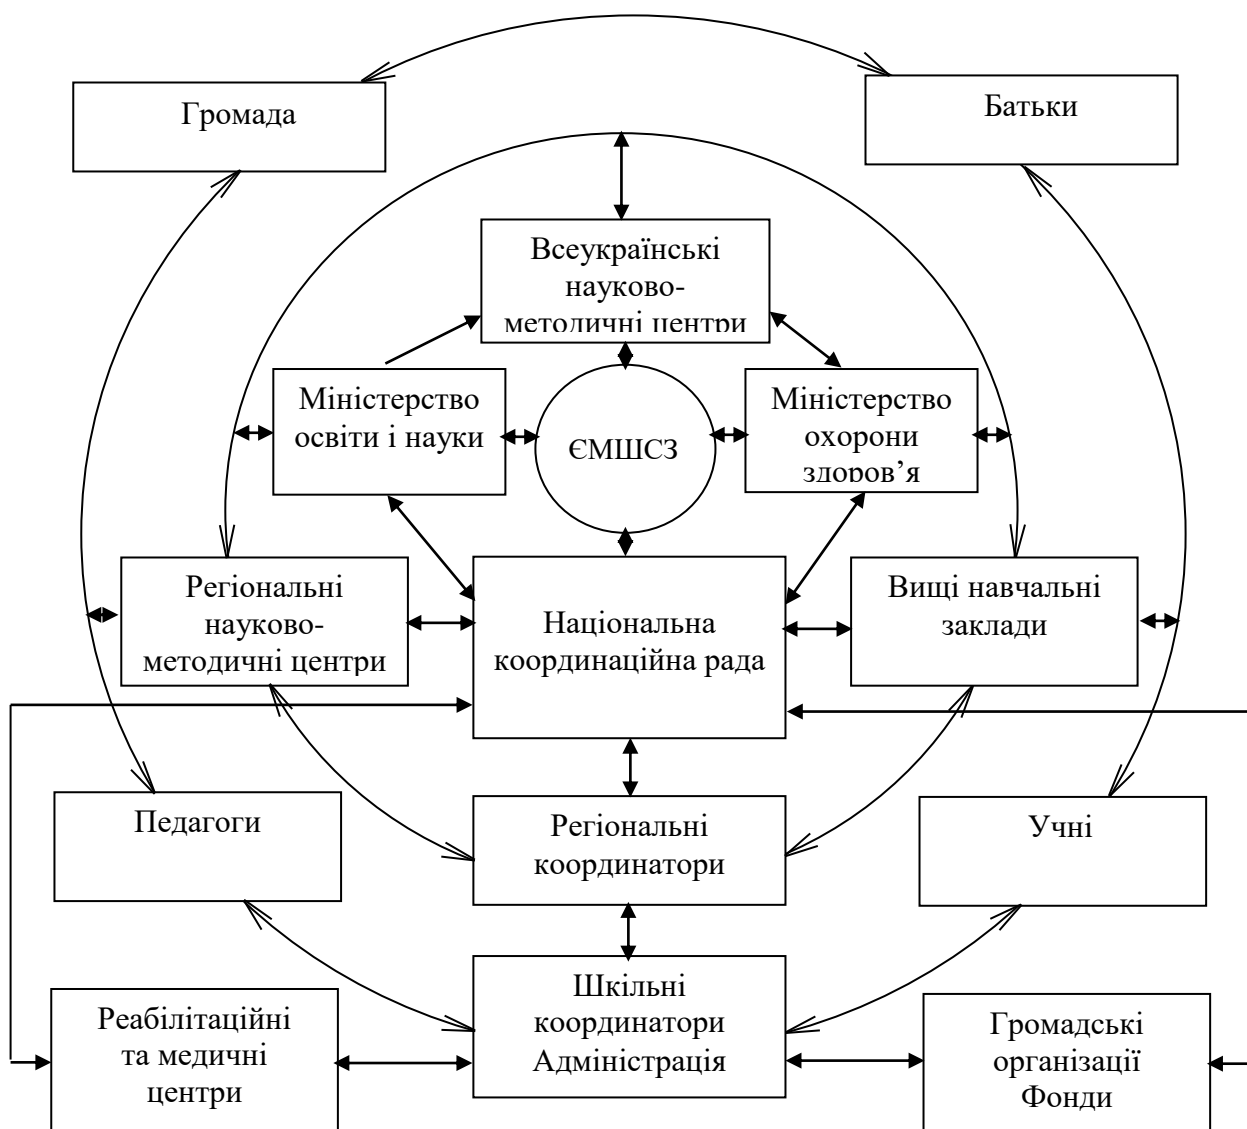 Громада
Батьки
Всеукраїнські
науково-
методичні центри
Міністерство
освіти і науки
ЄМШСЗ
Міністерство
охорони
здоров’я
Регіональні
науково-
методичні центри
Національна
координаційна рада
Вищі навчальні
заклади
Педагоги
Регіональні
координатори
Учні
Шкільні
координатори
Адміністрація
Реабілітаційні
та медичні
центри
Громадські
організації
Фонди